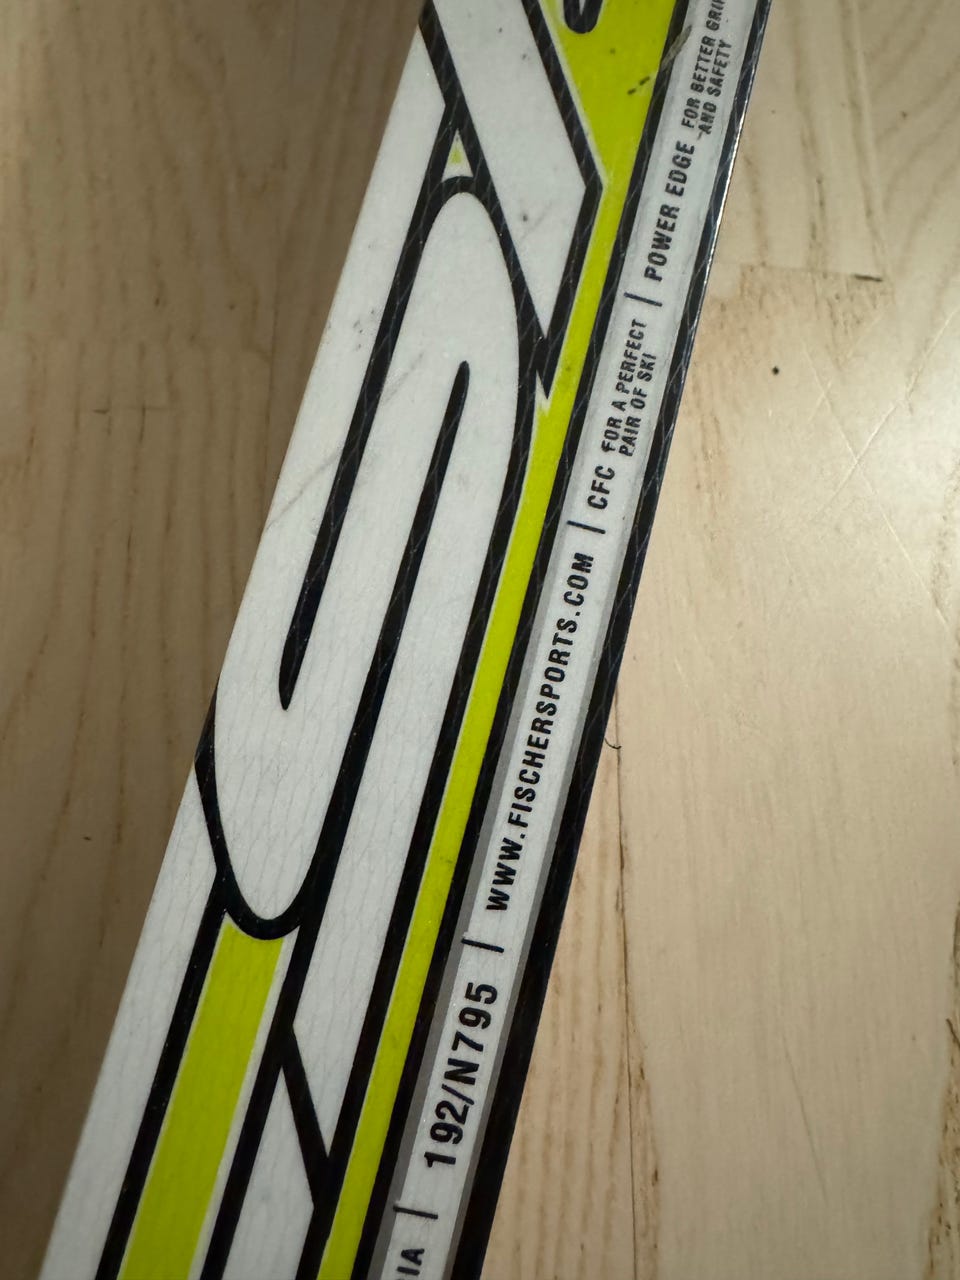 192/N795 | WWW.FISCHERSPORTS.COM | CFC FOR A PERFECT
PAIR OF SKI | POWER EDGE FOR BETTER
AND SAFETY